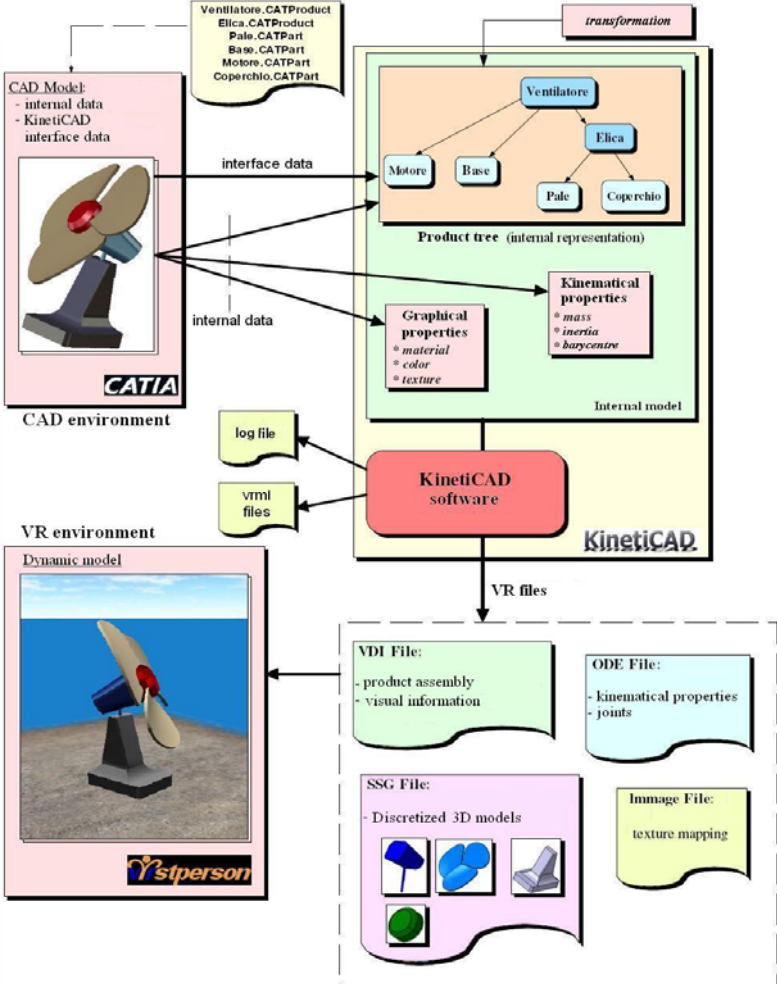 Ventilatore.CATProduct
Elica.CATProduct
Pale.CATPart
Base.CATPart
Motore.CATPart
Coperchio.CATPart
transformation
CAD Model:
- internal data
- KinetiCAD
interface data
CATIA
CAD environment
interface data
internal data
Ventilatore
Elica
Motore
Base
Pale
Coperchio
Product tree (internal representation)
Graphical
properties
* material
* color
* texture
Kinematical
properties
* mass
* inertia
* barycentre
Internal model
log file
vrml
files
KinetiCAD
software
KinetiCAD
VR files
VR environment
Dynamic model
stperson
VDI File:
- product assembly
- visual information
ODE File:
- kinematical properties
- joints
SSG File:
- Discretized 3D models
Immage File:
texture mapping